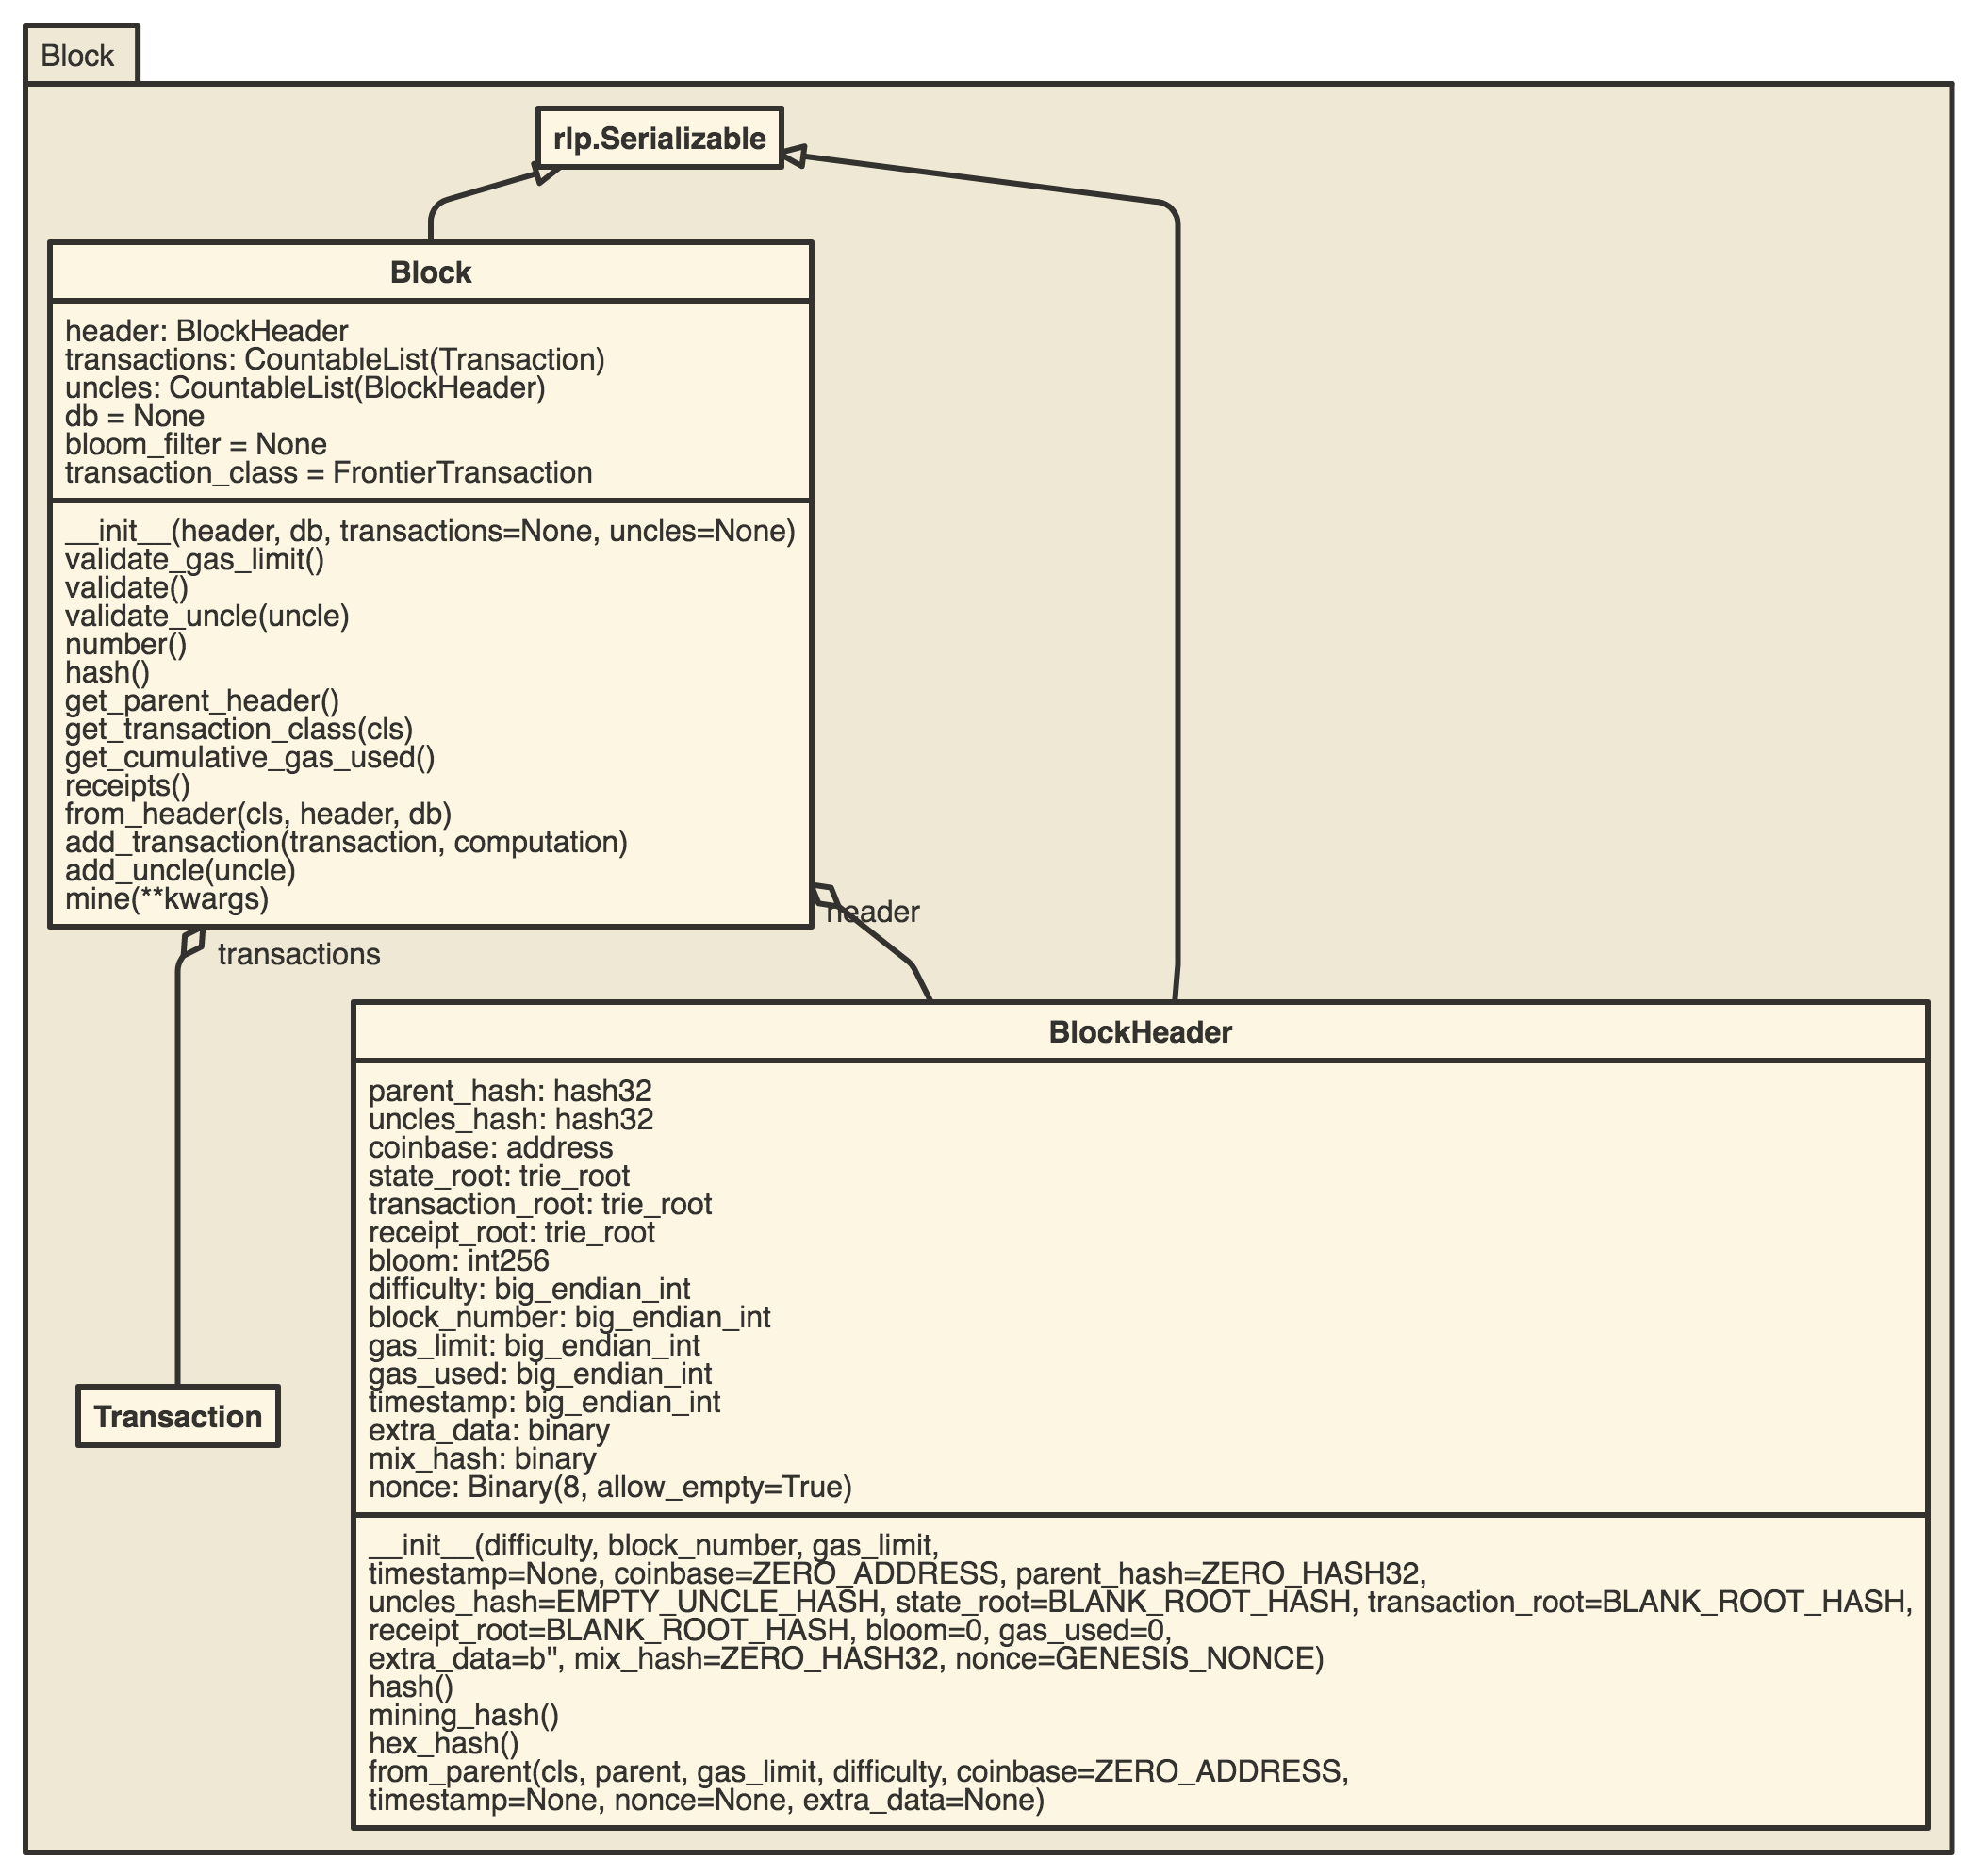 Block
rlp.Serializable
Block
header: BlockHeader
transactions: CountableList(Transaction)
uncles: CountableList(BlockHeader)
db = None
bloom_filter = None
transaction_class = FrontierTransaction
__init__(header, db, transactions=None, uncles=None)
validate_gas_limit()
validate()
validate_uncle(uncle)
number()
hash()
get_parent_header()
get_transaction_class(cls)
get_cumulative_gas_used()
receipts()
from_header(cls, header, db)
add_transaction(transaction, computation)
add_uncle(uncle)
mine(**kwargs)
header
transactions
BlockHeader
parent_hash: hash32
uncles_hash: hash32
coinbase: address
state_root: trie_root
transaction_root: trie_root
receipt_root: trie_root
bloom: int256
difficulty: big_endian_int
block_number: big_endian_int
gas_limit: big_endian_int
gas_used: big_endian_int
timestamp: big_endian_int
extra_data: binary
mix_hash: binary
nonce: Binary(8, allow_empty=True)
__init__(difficulty, block_number, gas_limit,
timestamp=None, coinbase=ZERO_ADDRESS, parent_hash=ZERO_HASH32,
uncles_hash=EMPTY_UNCLE_HASH, state_root=BLANK_ROOT_HASH, transaction_root=BLANK_ROOT_HASH,
receipt_root=BLANK_ROOT_HASH, bloom=0, gas_used=0,
extra_data=b'', mix_hash=ZERO_HASH32, nonce=GENESIS_NONCE)
hash()
mining_hash()
hex_hash()
from_parent(cls, parent, gas_limit, difficulty, coinbase=ZERO_ADDRESS,
timestamp=None, nonce=None, extra_data=None)
Transaction